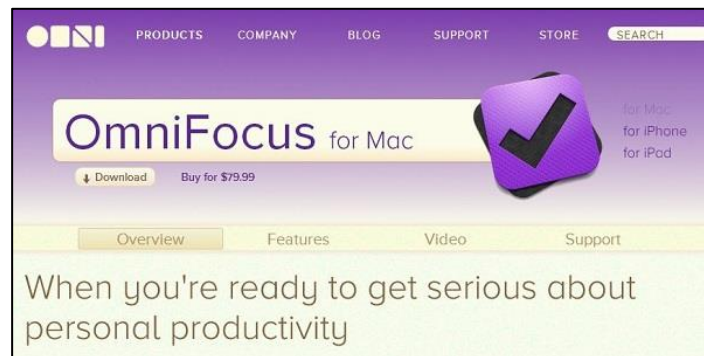 OMNI PRODUCTS COMPANY BLOG SUPPORT STORE SEARCH
OmniFocus for Mac
for Mac
for iPhone
for iPad
Download Buy for $79.99
Overview Features Video Support
When you're ready to get serious about
personal productivity